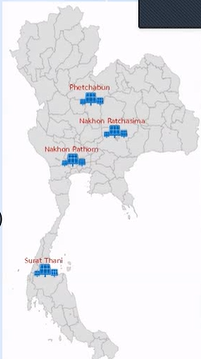 Phetchabun
Nakhon Ratchasima
Nakhon Pathom
Surat Thani